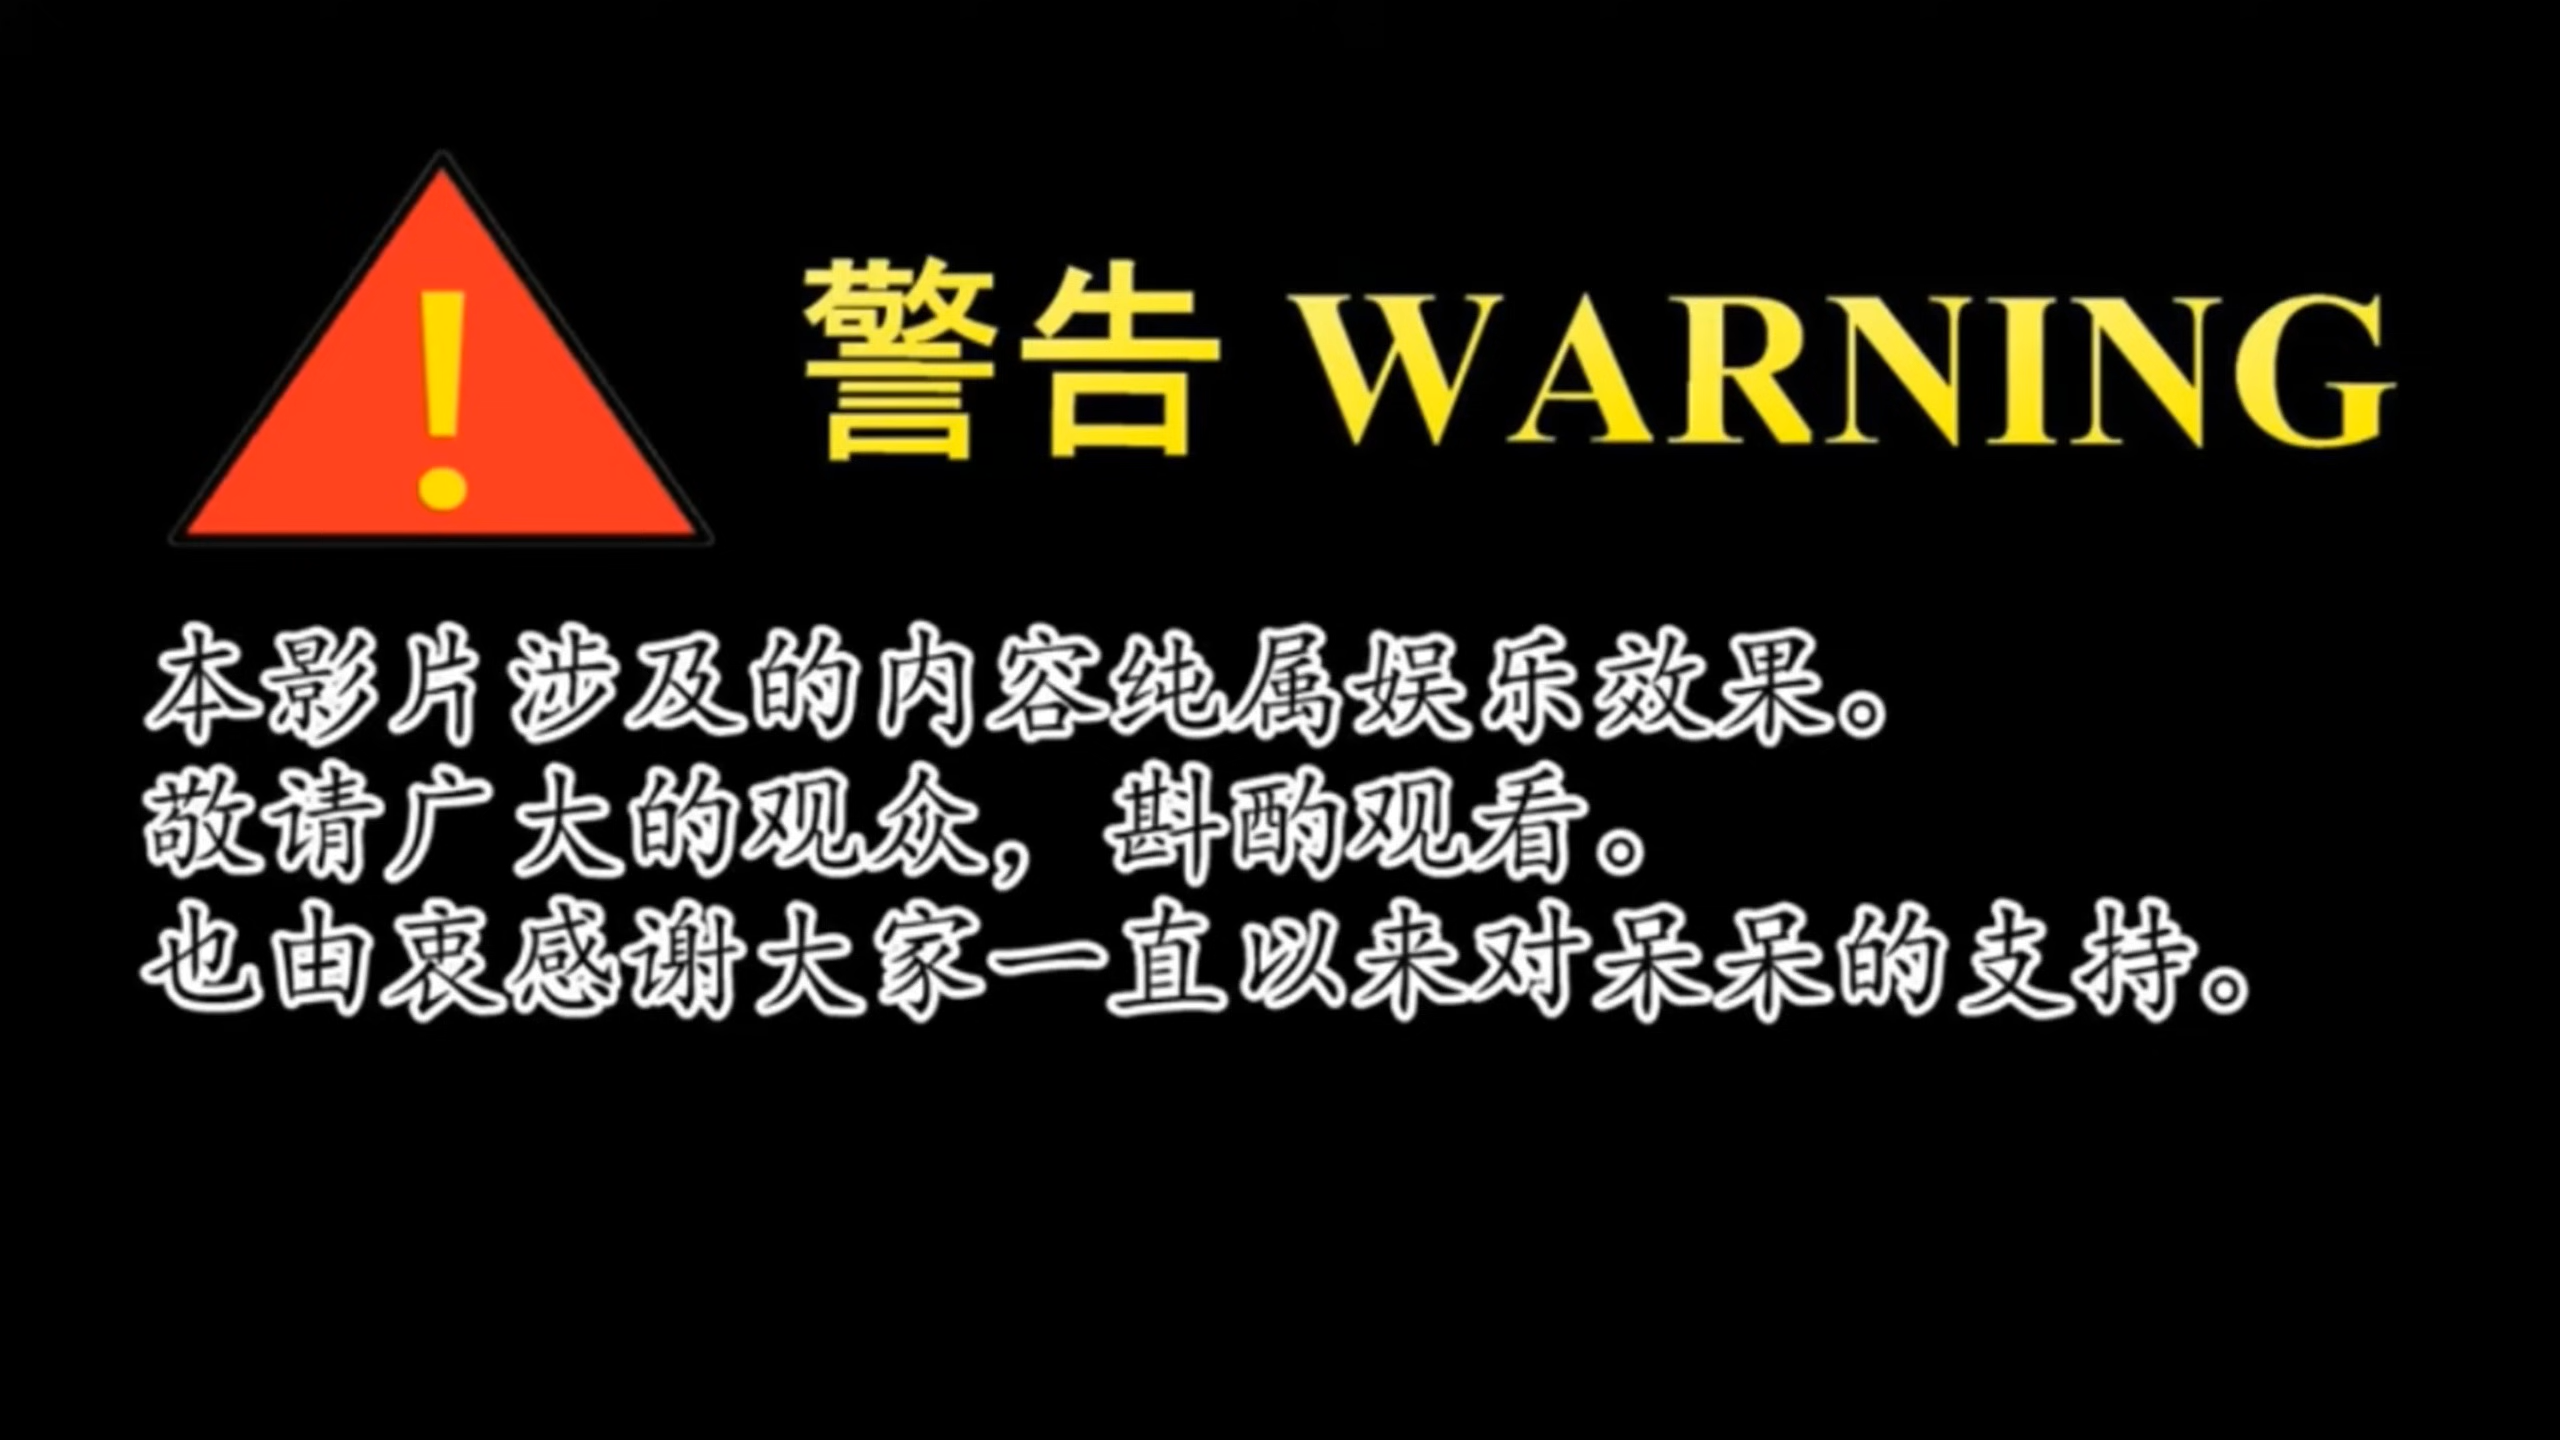 警告 WARNING
本影片涉及的内容纯属娱乐效果。
敬请广大的观众，斟酌观看。
也由衷感谢大家一直以来对呆呆的支持。